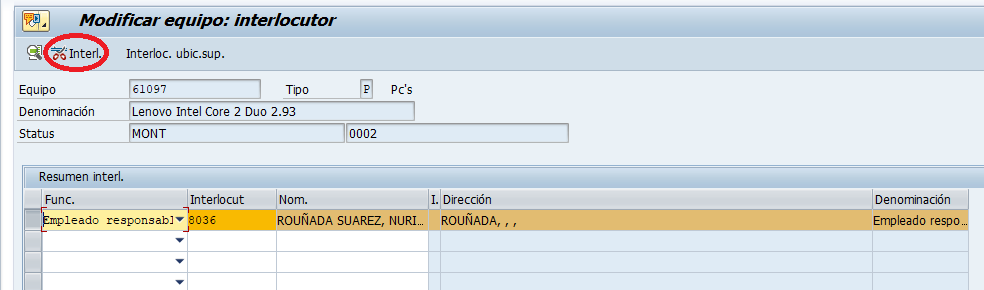 Modificar equipo: interlocutor
Interl. Interloc. ubic.sup.
Equipo 61097 Tipo P Pc's
Denominación Lenovo Intel Core 2 Duo 2.93
Status MONT 0002
Resumen interl.
Func. Interlocut Nom. I. Dirección Denominación
Empleado responsabl 8036 ROUÑADA SUAREZ, NURI... ROUÑADA, , , Empleado respo...